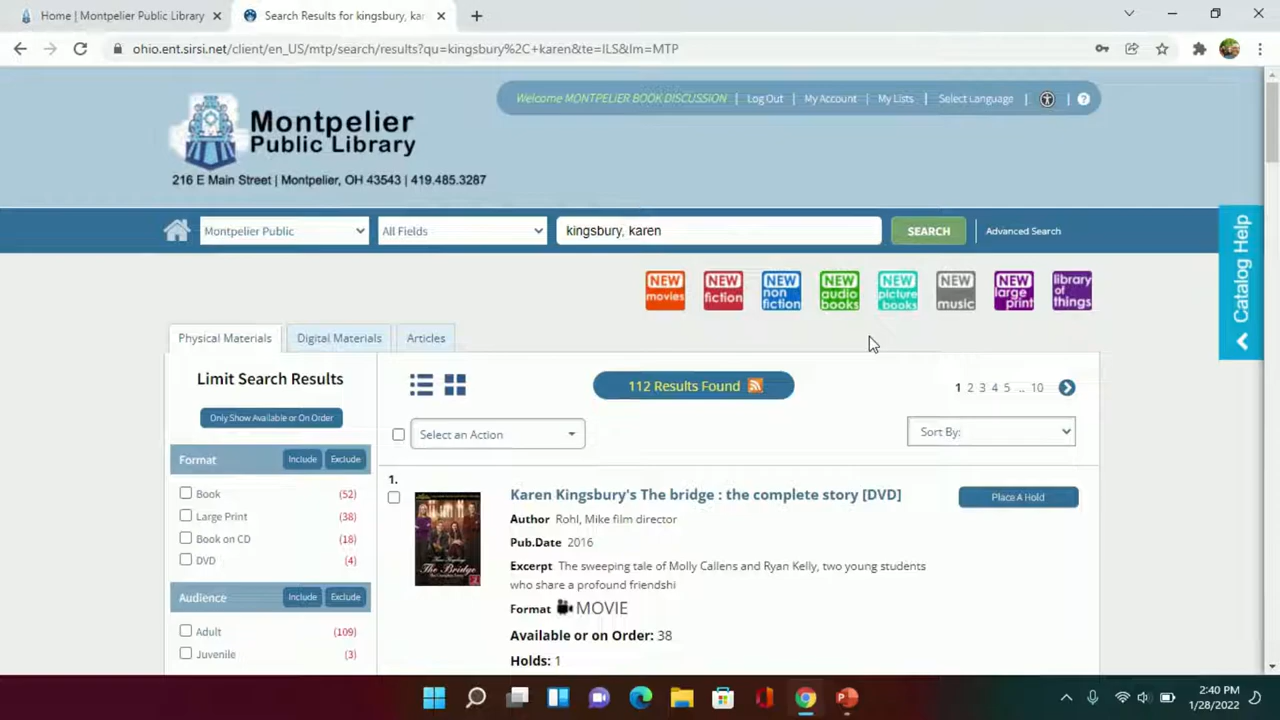 Home | Montpelier Public Library
Search Results for kingsbury, kar
ohio.ent.sirsi.net/client/en_US/mtp/search/results?qu=kingsbury%2C+karen&te=ILS&lm=MTP
Welcome MONTPELIER BOOK DISCUSSION | Log Out | My Account | My Lists | Select Language | | ?
Montpelier
Public Library
216 E Main Street | Montpelier, OH 43543 | 419.485.3287
Montpelier Public All Fields kingsbury, karen SEARCH Advanced Search
Catalog Help
NEW movies NEW fiction NEW non fiction NEW audio books NEW picture books NEW music NEW large print library of things
Physical Materials Digital Materials Articles
Limit Search Results
112 Results Found
1 2 3 4 5 .. 10
Only Show Available or On Order
Select an Action
Sort By:
Format Include Exclude
Book (52)
Large Print (38)
Book on CD (18)
DVD (4)
Audience Include Exclude
Adult (109)
Juvenile (3)
1.
Karen Kingsbury's The bridge : the complete story [DVD]
Place A Hold
Author Rohl, Mike film director
Pub.Date 2016
Excerpt The sweeping tale of Molly Callens and Ryan Kelly, two young students
who share a profound friendshi
Format MOVIE
Available or on Order: 38
Holds: 1
The Bridge
2:40 PM
1/28/2022